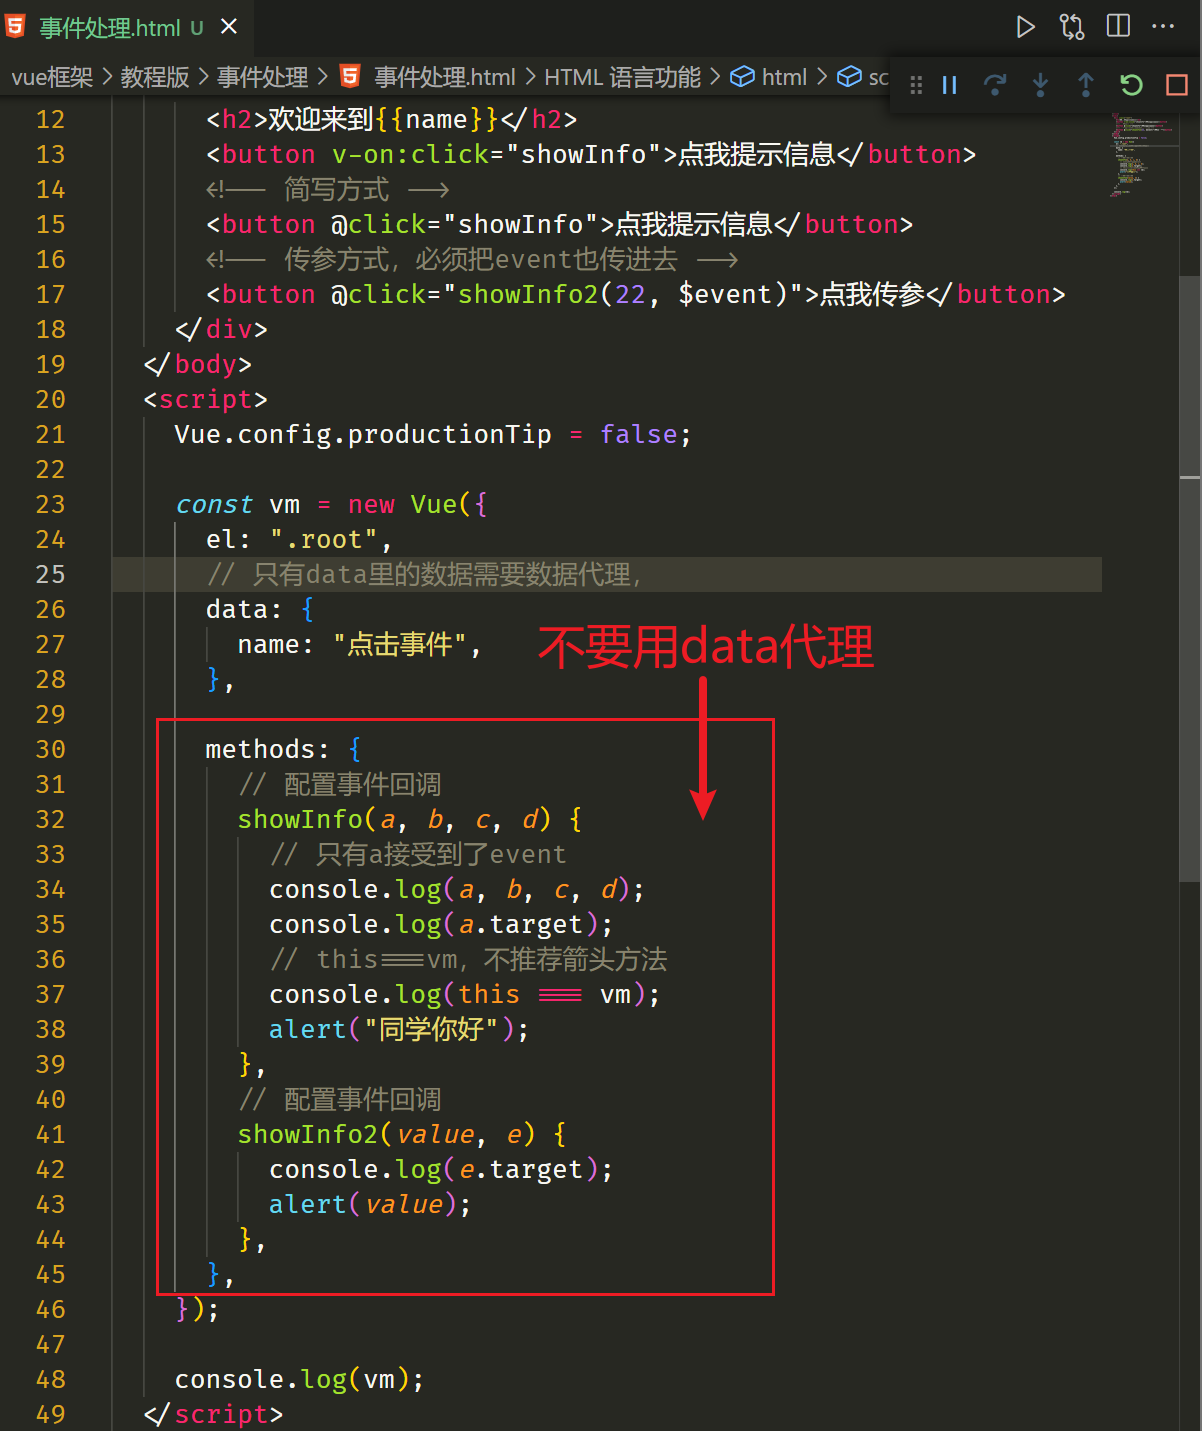 事件处理.html U
vue框架 > 教程版 > 事件处理 > 事件处理.html > HTML 语言功能 > html > sc
12 <h2>欢迎来到{{name}}</h2>
13 <button v-on:click="showInfo">点我提示信息</button>
14 <!-- 简写方式 -->
15 <button @click="showInfo">点我提示信息</button>
16 <!-- 传参方式，必须把event也传进去 -->
17 <button @click="showInfo2(22, $event)">点我传参</button>
18 </div>
19 </body>
20 <script>
21 Vue.config.productionTip = false;
22
23 const vm = new Vue({
24 el: ".root",
25 // 只有data里的数据需要数据代理，
26 data: {
27 name: "点击事件",
不要用data代理
28 },
29
30 methods: {
31 // 配置事件回调
32 showInfo(a, b, c, d) {
33 // 只有a接受到了event
34 console.log(a, b, c, d);
35 console.log(a.target);
36 // this===vm，不推荐箭头方法
37 console.log(this === vm);
38 alert("同学你好");
39 },
40 // 配置事件回调
41 showInfo2(value, e) {
42 console.log(e.target);
43 alert(value);
44 },
45 },
46 });
47
48 console.log(vm);
49 </script>